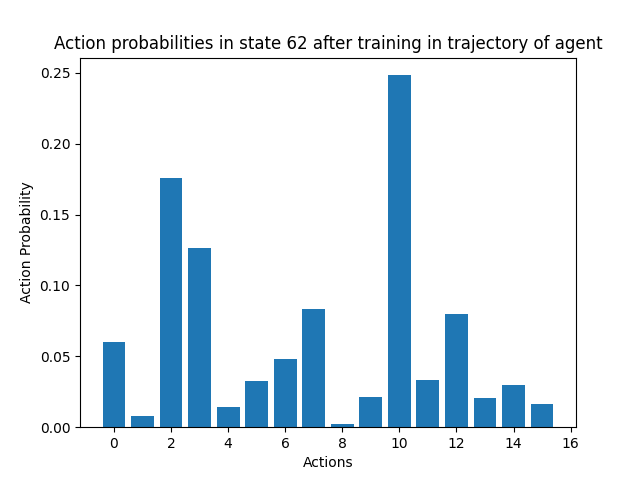 Action probabilities in state 62 after training in trajectory of agent
0.25
0.20
0.15
0.10
0.05
0.00
Action Probability
0 2 4 6 8 10 12 14 16
Actions